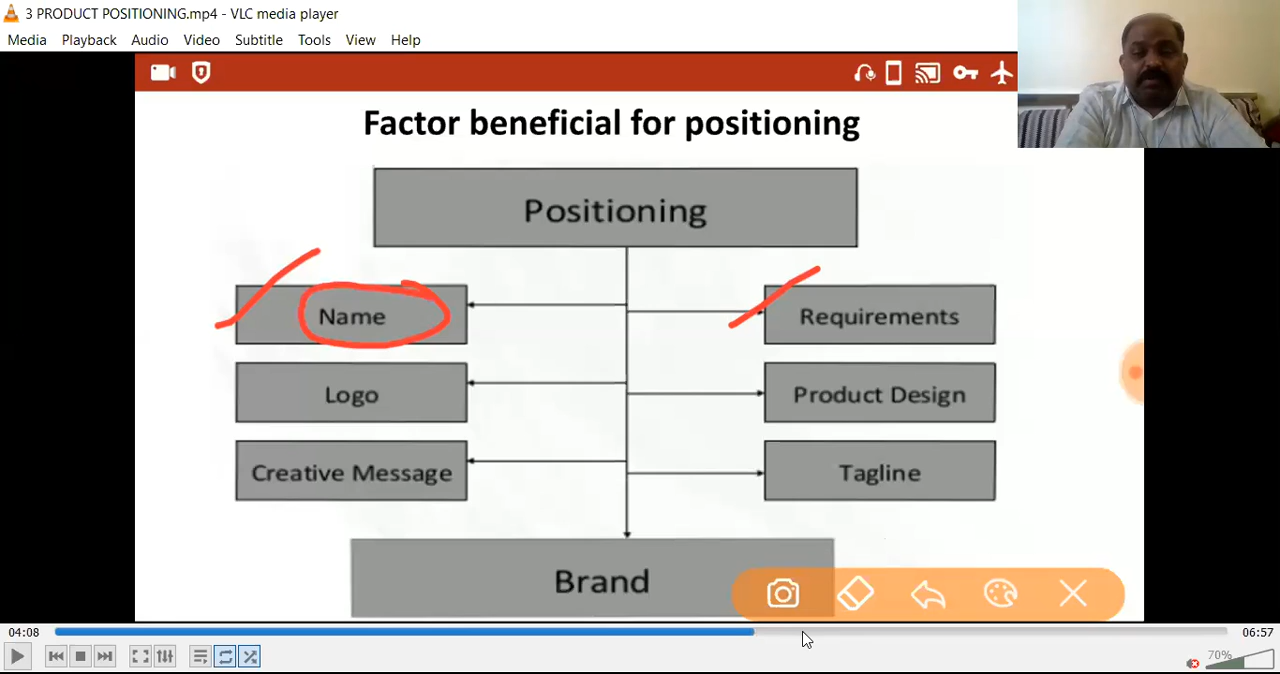 3 PRODUCT POSITIONING.mp4 - VLC media player
Media Playback Audio Video Subtitle Tools View Help
Factor beneficial for positioning
Positioning
Name
Requirements
Logo
Product Design
Creative Message
Tagline
Brand
04:08
06:57
70%